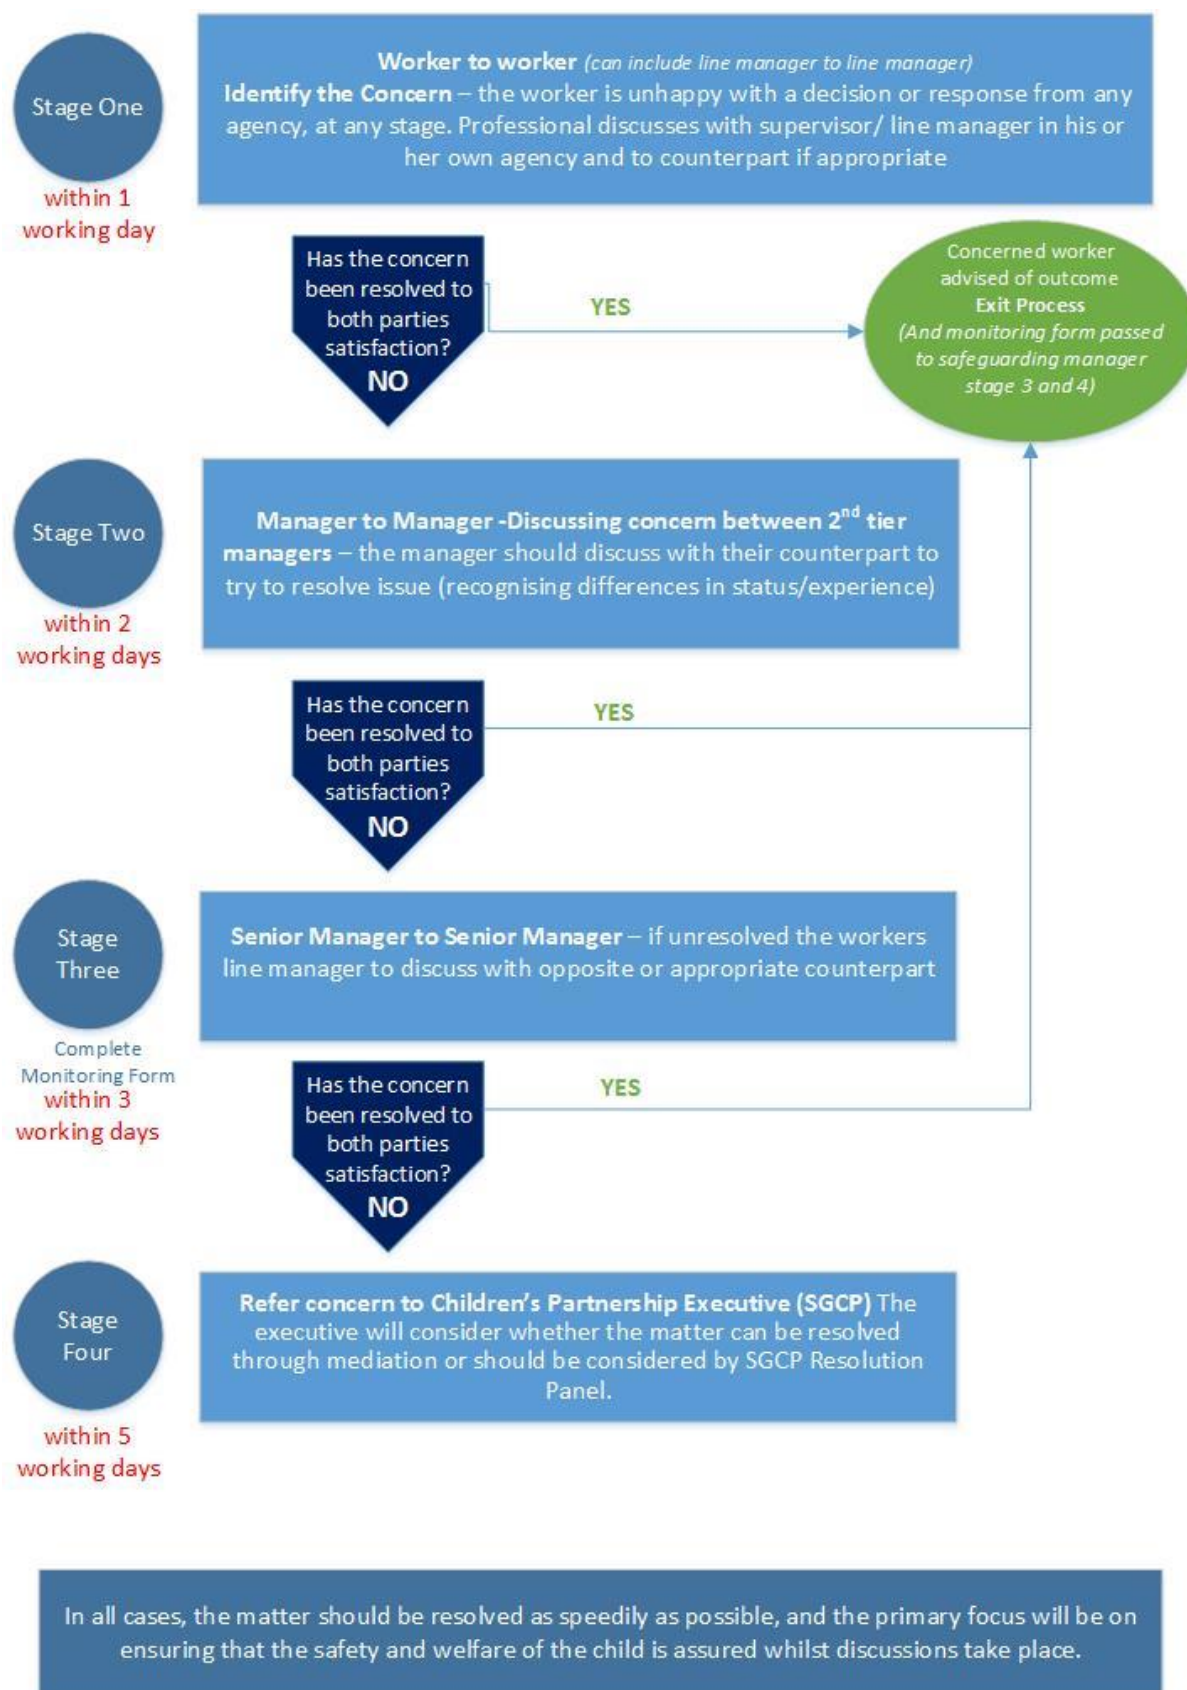 Stage One
within 1
working day
Worker to worker (can include line manager to line manager)
Identify the Concern – the worker is unhappy with a decision or response from any
agency, at any stage. Professional discusses with supervisor/ line manager in his or
her own agency and to counterpart if appropriate
Has the concern
been resolved to
both parties
satisfaction?
NO
YES
Concerned worker
advised of outcome
Exit Process
(And monitoring form passed
to safeguarding manager
stage 3 and 4)
Stage Two
within 2
working days
Manager to Manager -Discussing concern between 2nd tier
managers – the manager should discuss with their counterpart to
try to resolve issue (recognising differences in status/experience)
Has the concern
been resolved to
both parties
satisfaction?
NO
YES
Stage
Three
Complete
Monitoring Form
within 3
working days
Senior Manager to Senior Manager – if unresolved the workers
line manager to discuss with opposite or appropriate counterpart
Has the concern
been resolved to
both parties
satisfaction?
NO
YES
Stage
Four
within 5
working days
Refer concern to Children’s Partnership Executive (SGCP) The
executive will consider whether the matter can be resolved
through mediation or should be considered by SGCP Resolution
Panel.
In all cases, the matter should be resolved as speedily as possible, and the primary focus will be on
ensuring that the safety and welfare of the child is assured whilst discussions take place.